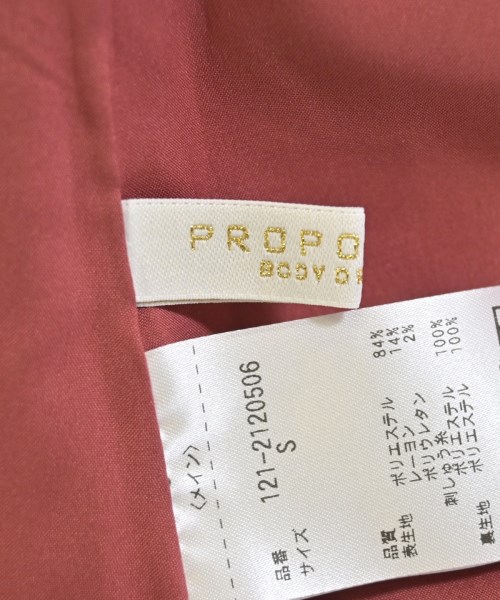 PROPO
BODY D
〈メイン〉
品番 121-2120506
サイズ S
品質
表生地 ポリエステル 84%
レーヨン 14%
ポリウレタン 2%
刺しゅう糸 ポリエステル 100%
裏生地 ポリエステル 100%